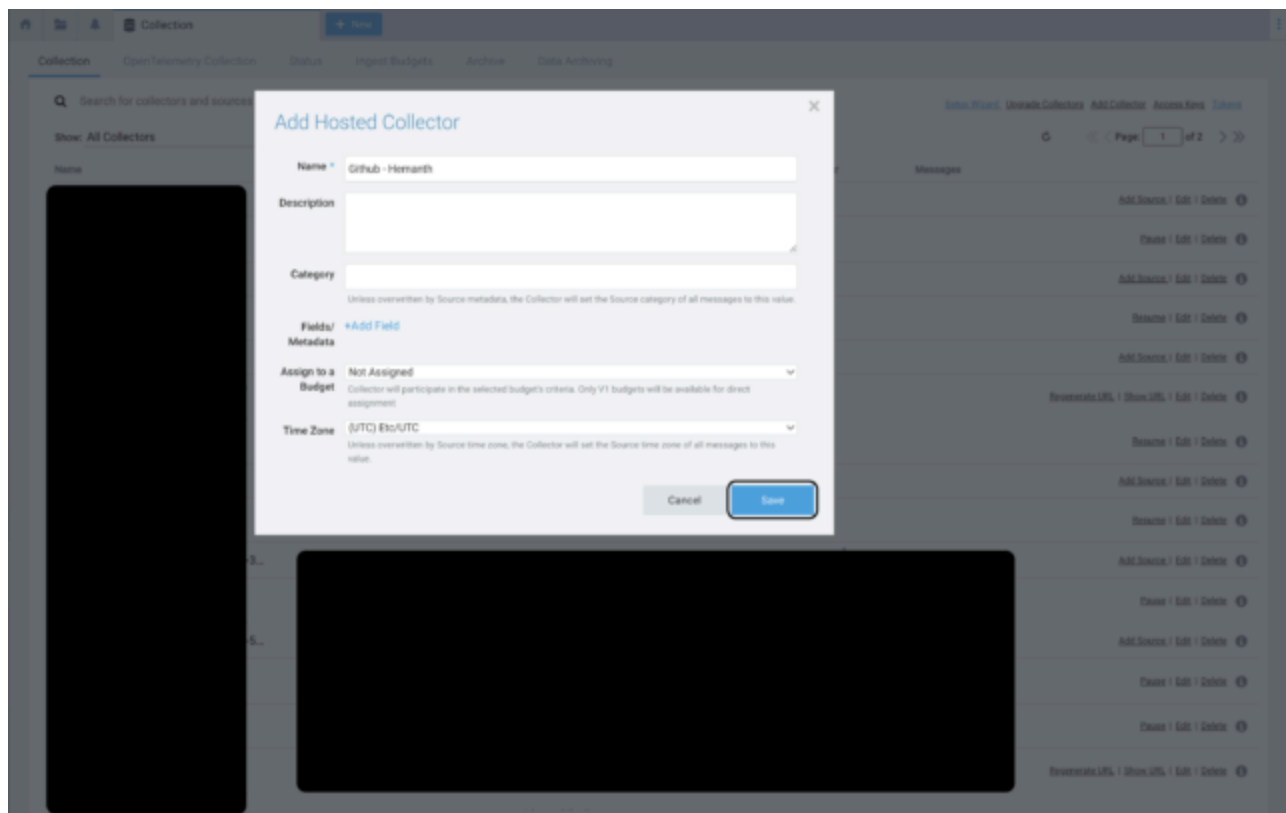 Collection
+ New
Collection OpenTelemetry Collection Status Ingest Budgets Archive Data Archiving
Search for collectors and sources
Setup Wizard Upgrade Collectors Add Collector Access Keys Tokens
Show: All Collectors
Page: 1 of 2
Name
Messages
Add Hosted Collector
Name *
Github - Hemanth
Description
Category
Unless overwritten by Source metadata, the Collector will set the Source category of all messages to this value.
Fields/
Metadata
+Add Field
Assign to a
Budget
Not Assigned
Collector will participate in the selected budget's criteria. Only V1 budgets will be available for direct
assignment
Time Zone
(UTC) Etc/UTC
Unless overwritten by Source time zone, the Collector will set the Source time zone of all messages to this
value.
Cancel
Save
Add Source | Edit | Delete
Pause | Edit | Delete
Add Source | Edit | Delete
Resume | Edit | Delete
Add Source | Edit | Delete
Regenerate URL | Show URL | Edit | Delete
Resume | Edit | Delete
Add Source | Edit | Delete
Resume | Edit | Delete
-3... Add Source | Edit | Delete
Pause | Edit | Delete
-5... Add Source | Edit | Delete
Pause | Edit | Delete
Pause | Edit | Delete
Regenerate URL | Show URL | Edit | Delete